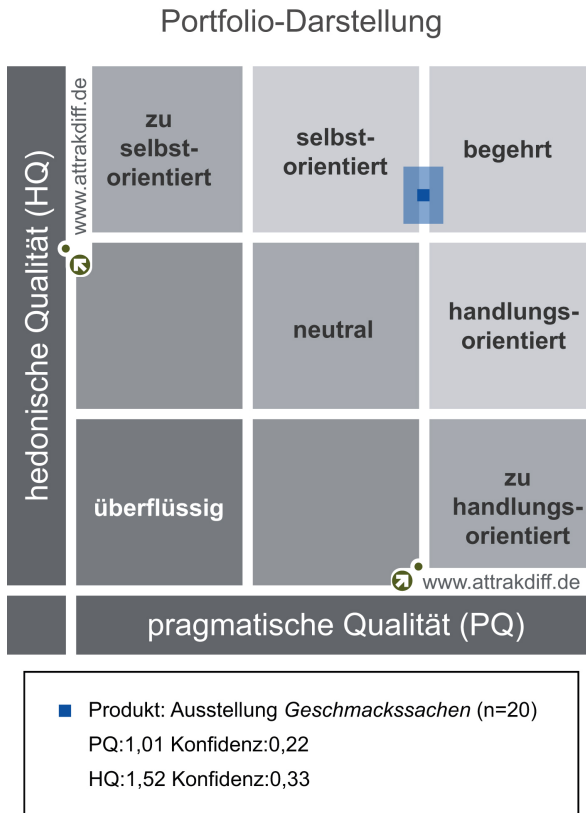 Portfolio-Darstellung
hedonische Qualität (HQ)
www.attrakdiff.de
zu
selbst-
orientiert
selbst-
orientiert
begehrt
neutral
handlungs-
orientiert
überflüssig
zu
handlungs-
orientiert
www.attrakdiff.de
pragmatische Qualität (PQ)
Produkt: Ausstellung Geschmackssachen (n=20)
PQ:1,01 Konfidenz:0,22
HQ:1,52 Konfidenz:0,33